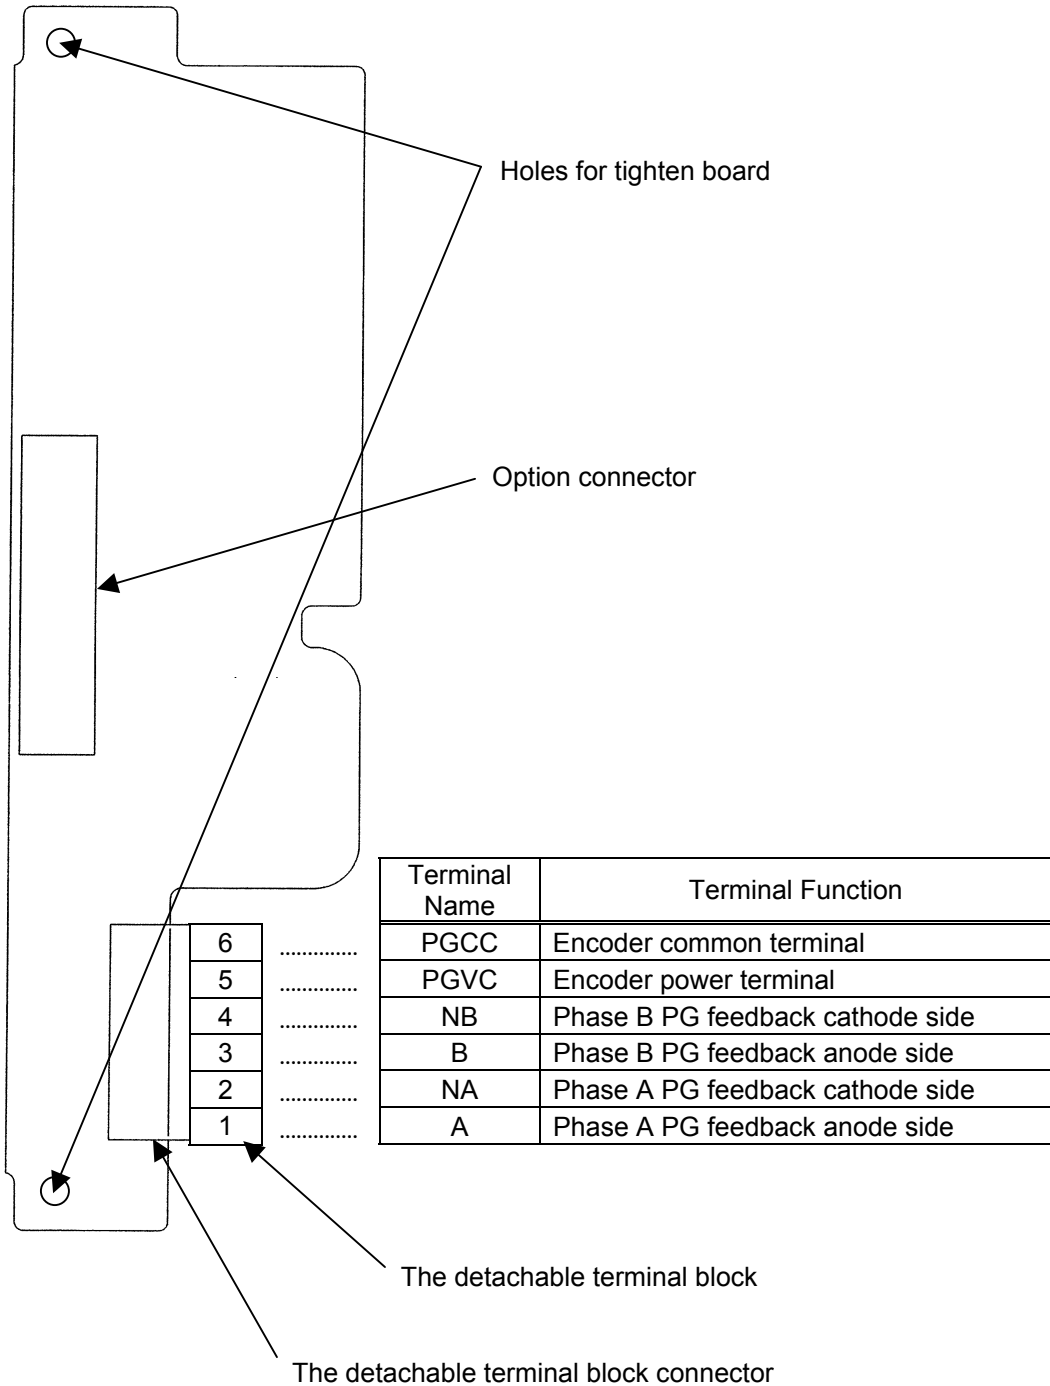 Holes for tighten board
Option connector
Terminal Name Terminal Function
6 .............. PGCC Encoder common terminal
5 .............. PGVC Encoder power terminal
4 .............. NB Phase B PG feedback cathode side
3 .............. B Phase B PG feedback anode side
2 .............. NA Phase A PG feedback cathode side
1 .............. A Phase A PG feedback anode side
The detachable terminal block
The detachable terminal block connector